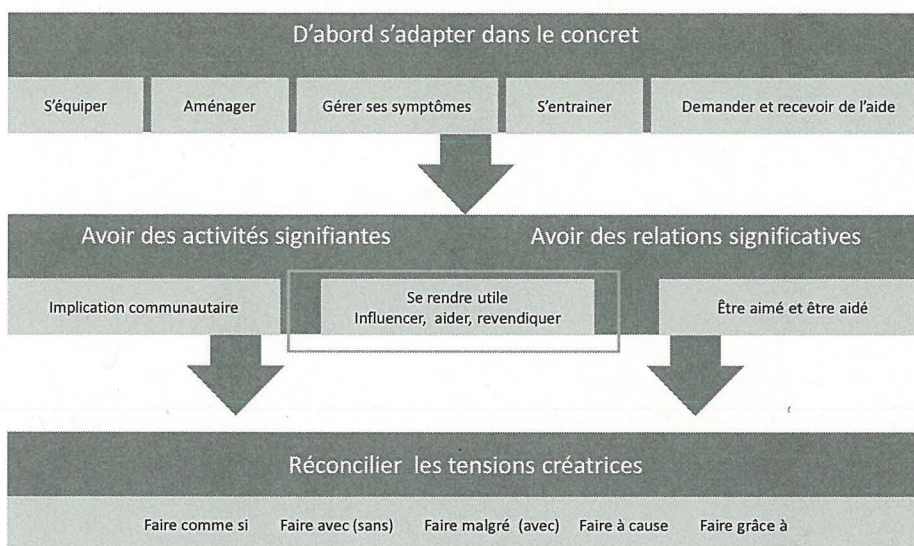 D'abord s'adapter dans le concret
S'équiper
Aménager
Gérer ses symptômes
S'entrainer
Demander et recevoir de l'aide
Avoir des activités signifiantes
Avoir des relations significatives
Implication communautaire
Se rendre utile
Influencer, aider, revendiquer
Être aimé et être aidé
Réconcilier les tensions créatrices
Faire comme si
Faire avec (sans)
Faire malgré (avec)
Faire à cause
Faire grâce à